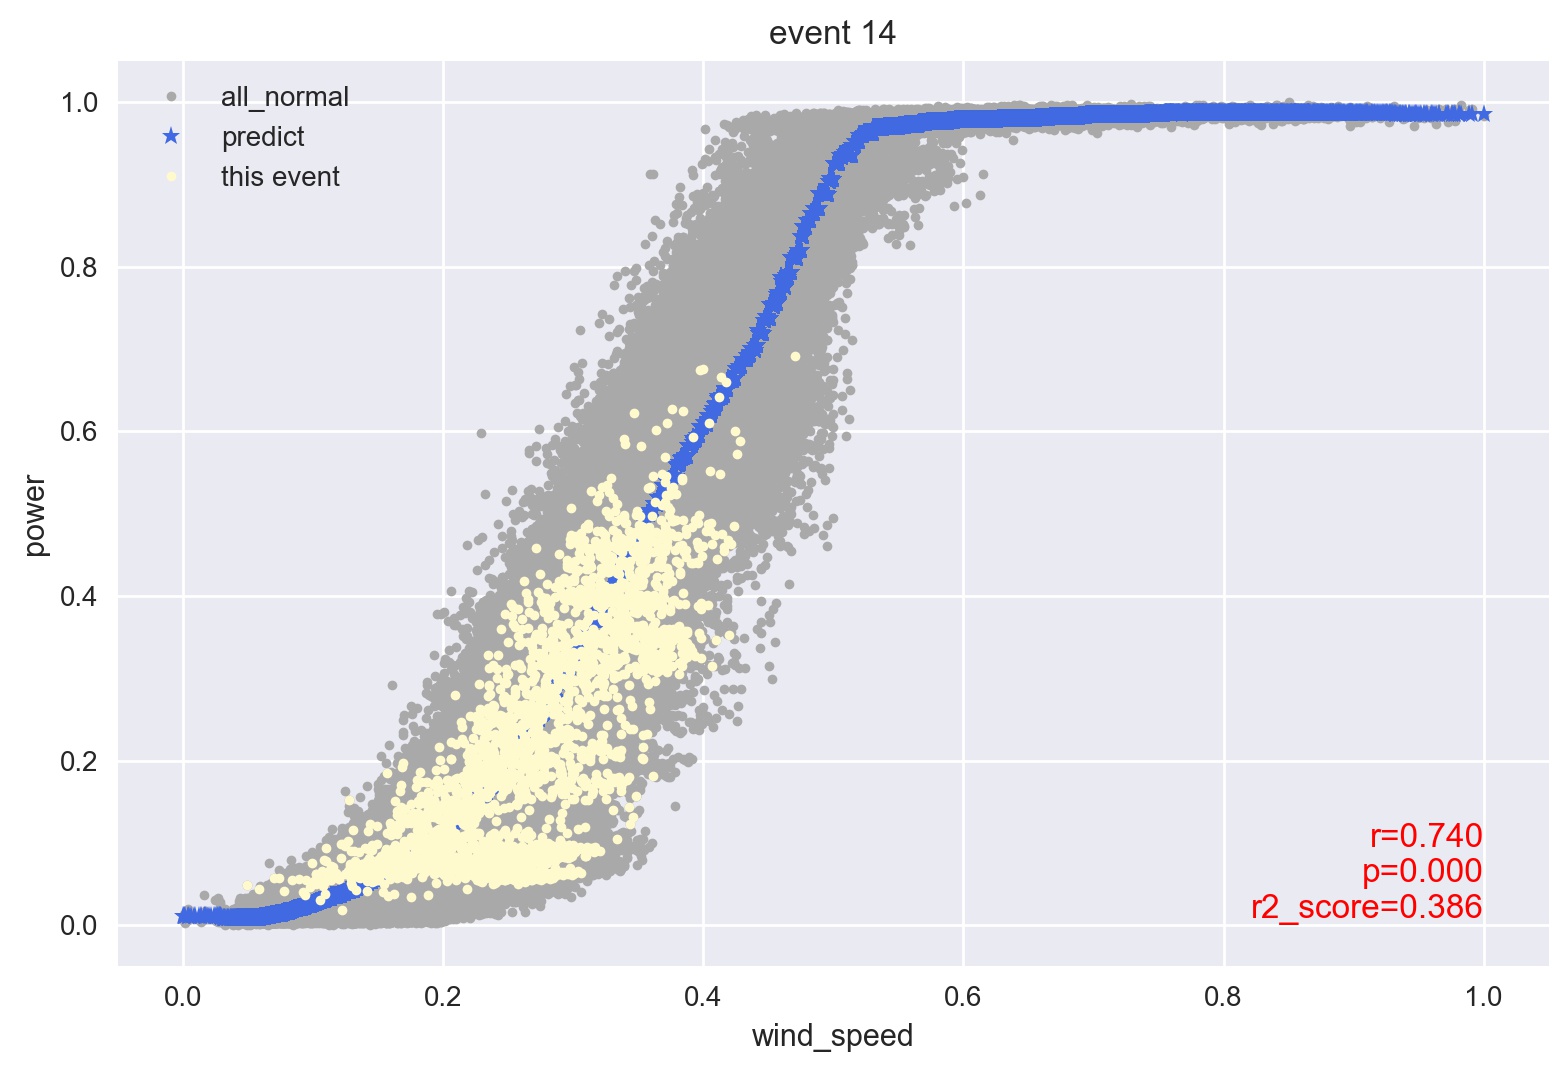 event 14
all_normal
predict
this event
1.0
0.8
0.6
0.4
0.2
0.0
power
r=0.740
p=0.000
r2_score=0.386
0.0 0.2 0.4 0.6 0.8 1.0
wind_speed